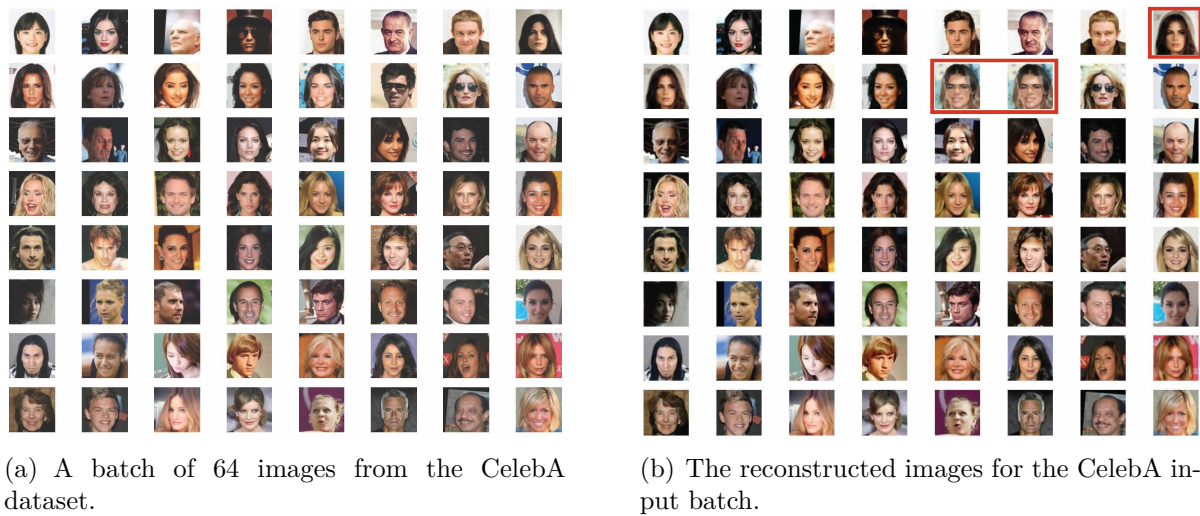 (a) A batch of 64 images from the CelebA
dataset.
(b) The reconstructed images for the CelebA in-
put batch.